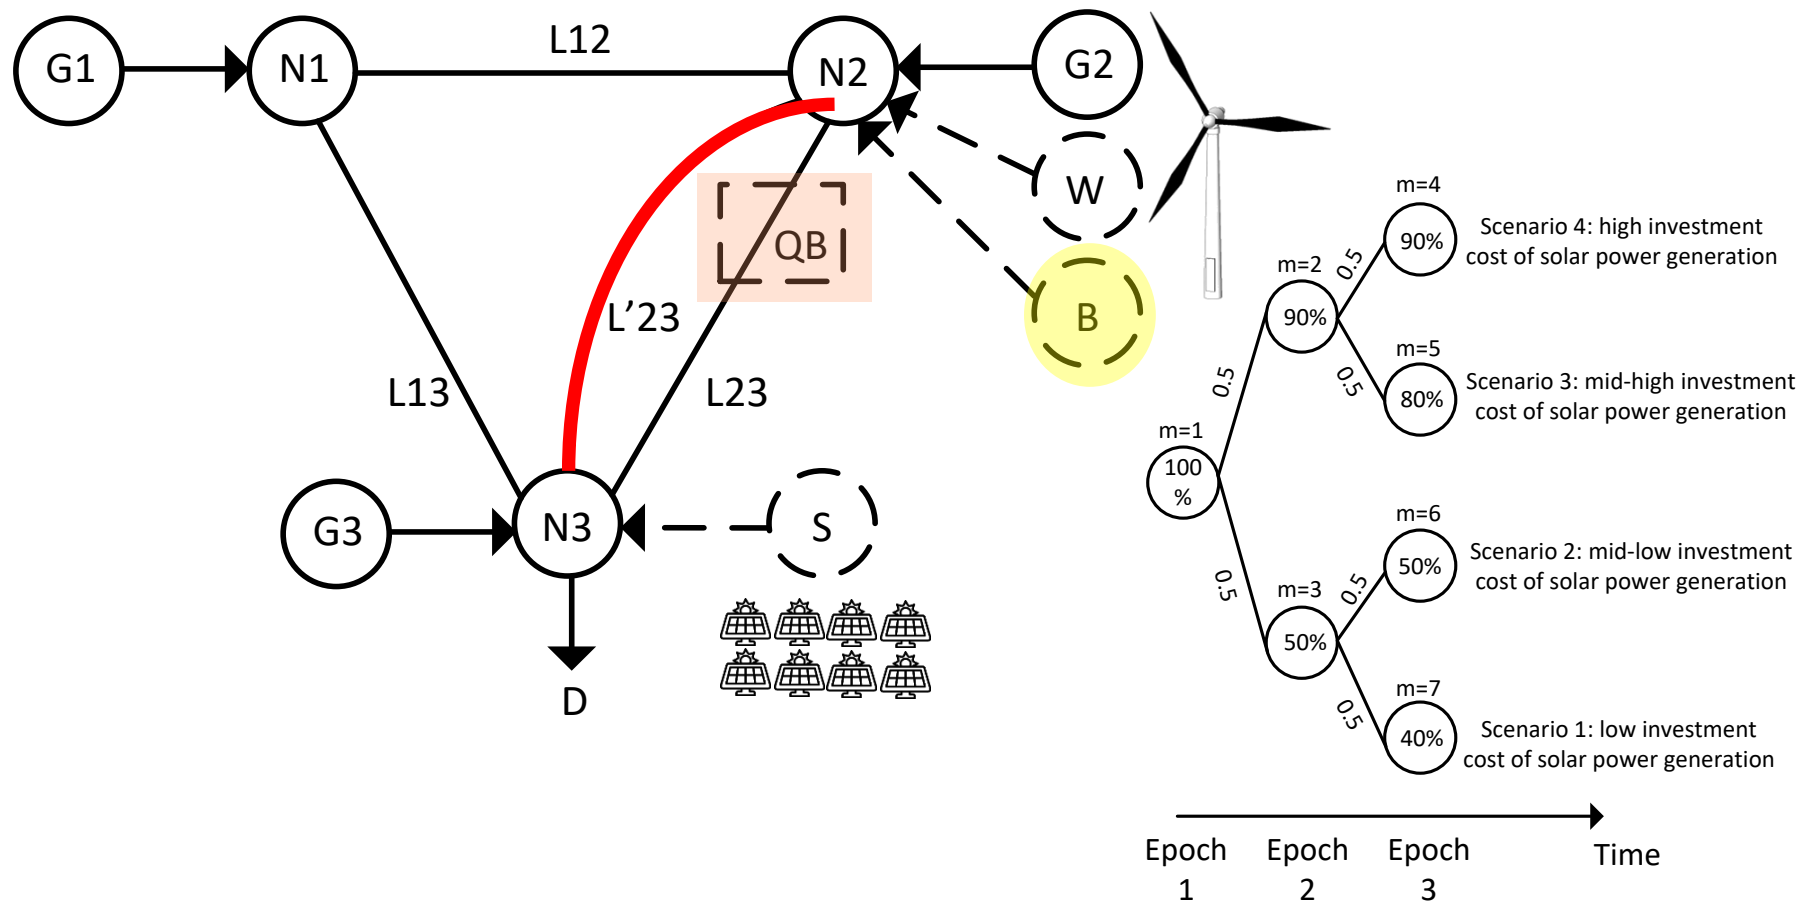 G1
N1
L12
N2
G2
W
QB
B
L'23
L13
L23
G3
N3
S
D
m=4
90%
Scenario 4: high investment
cost of solar power generation
0.5
m=2
90%
0.5
m=5
80%
Scenario 3: mid-high investment
cost of solar power generation
0.5
m=1
100
%
0.5
m=6
50%
Scenario 2: mid-low investment
cost of solar power generation
0.5
m=3
50%
0.5
m=7
40%
Scenario 1: low investment
cost of solar power generation
Epoch
1
Epoch
2
Epoch
3
Time